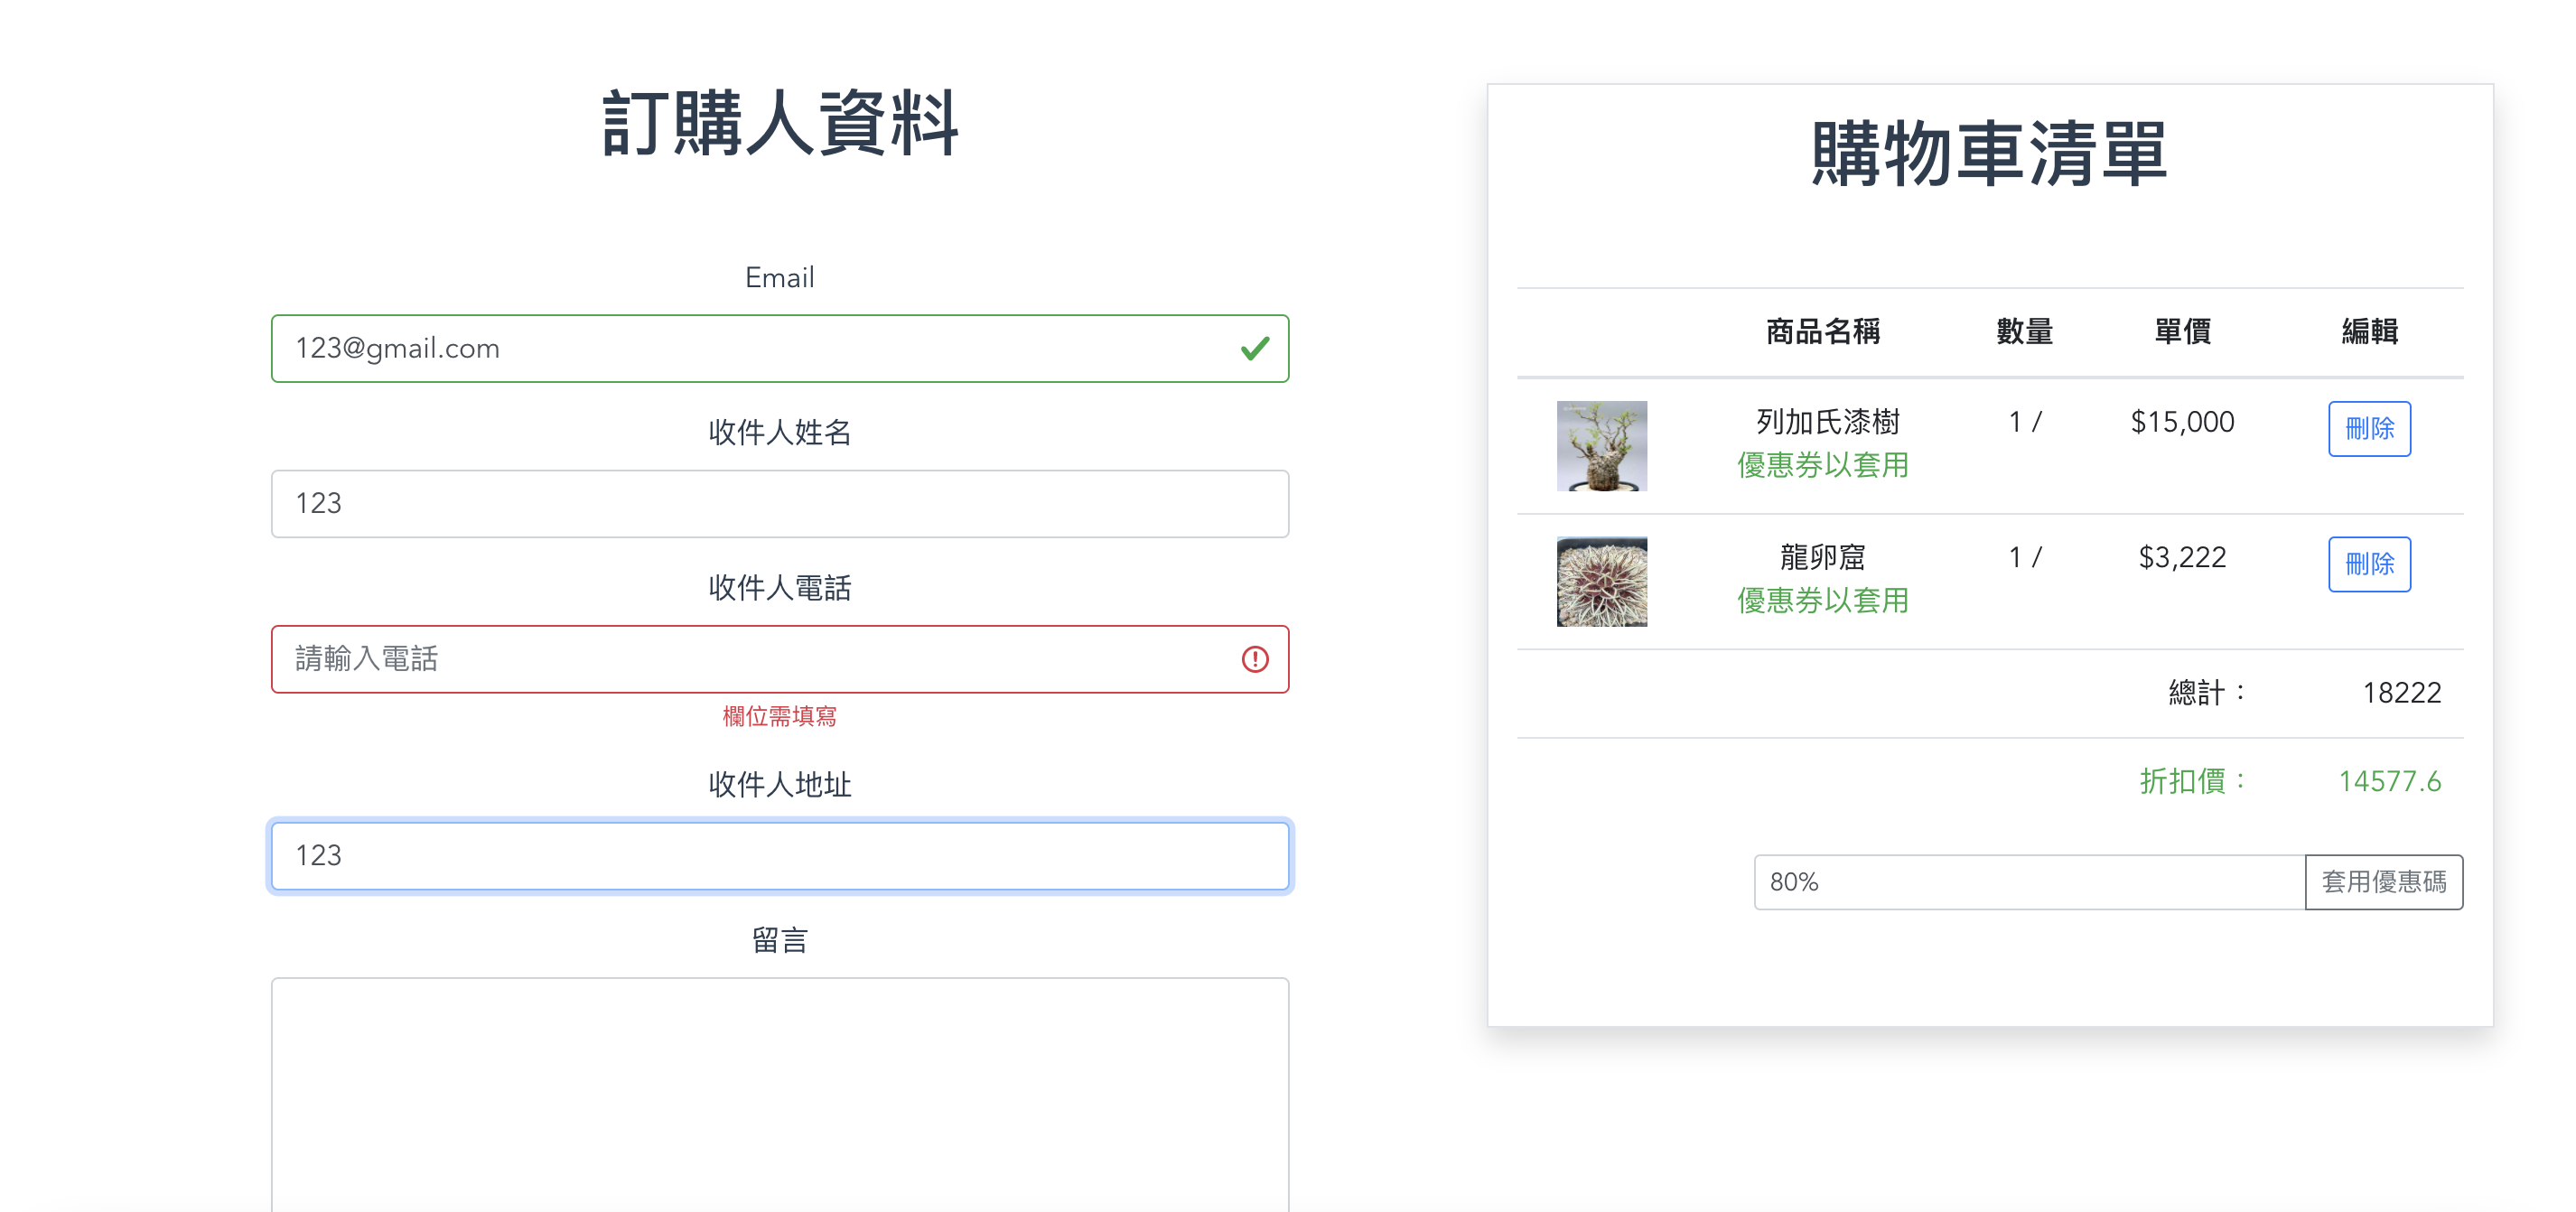 訂購人資料
Email
123@gmail.com
收件人姓名
123
收件人電話
請輸入電話
欄位需填寫
收件人地址
123
留言
購物車清單
商品名稱 數量 單價 編輯
列加氏漆樹 1 / $15,000 刪除
優惠券以套用
龍卵窟 1 / $3,222 刪除
優惠券以套用
總計： 18222
折扣價： 14577.6
80% 套用優惠碼